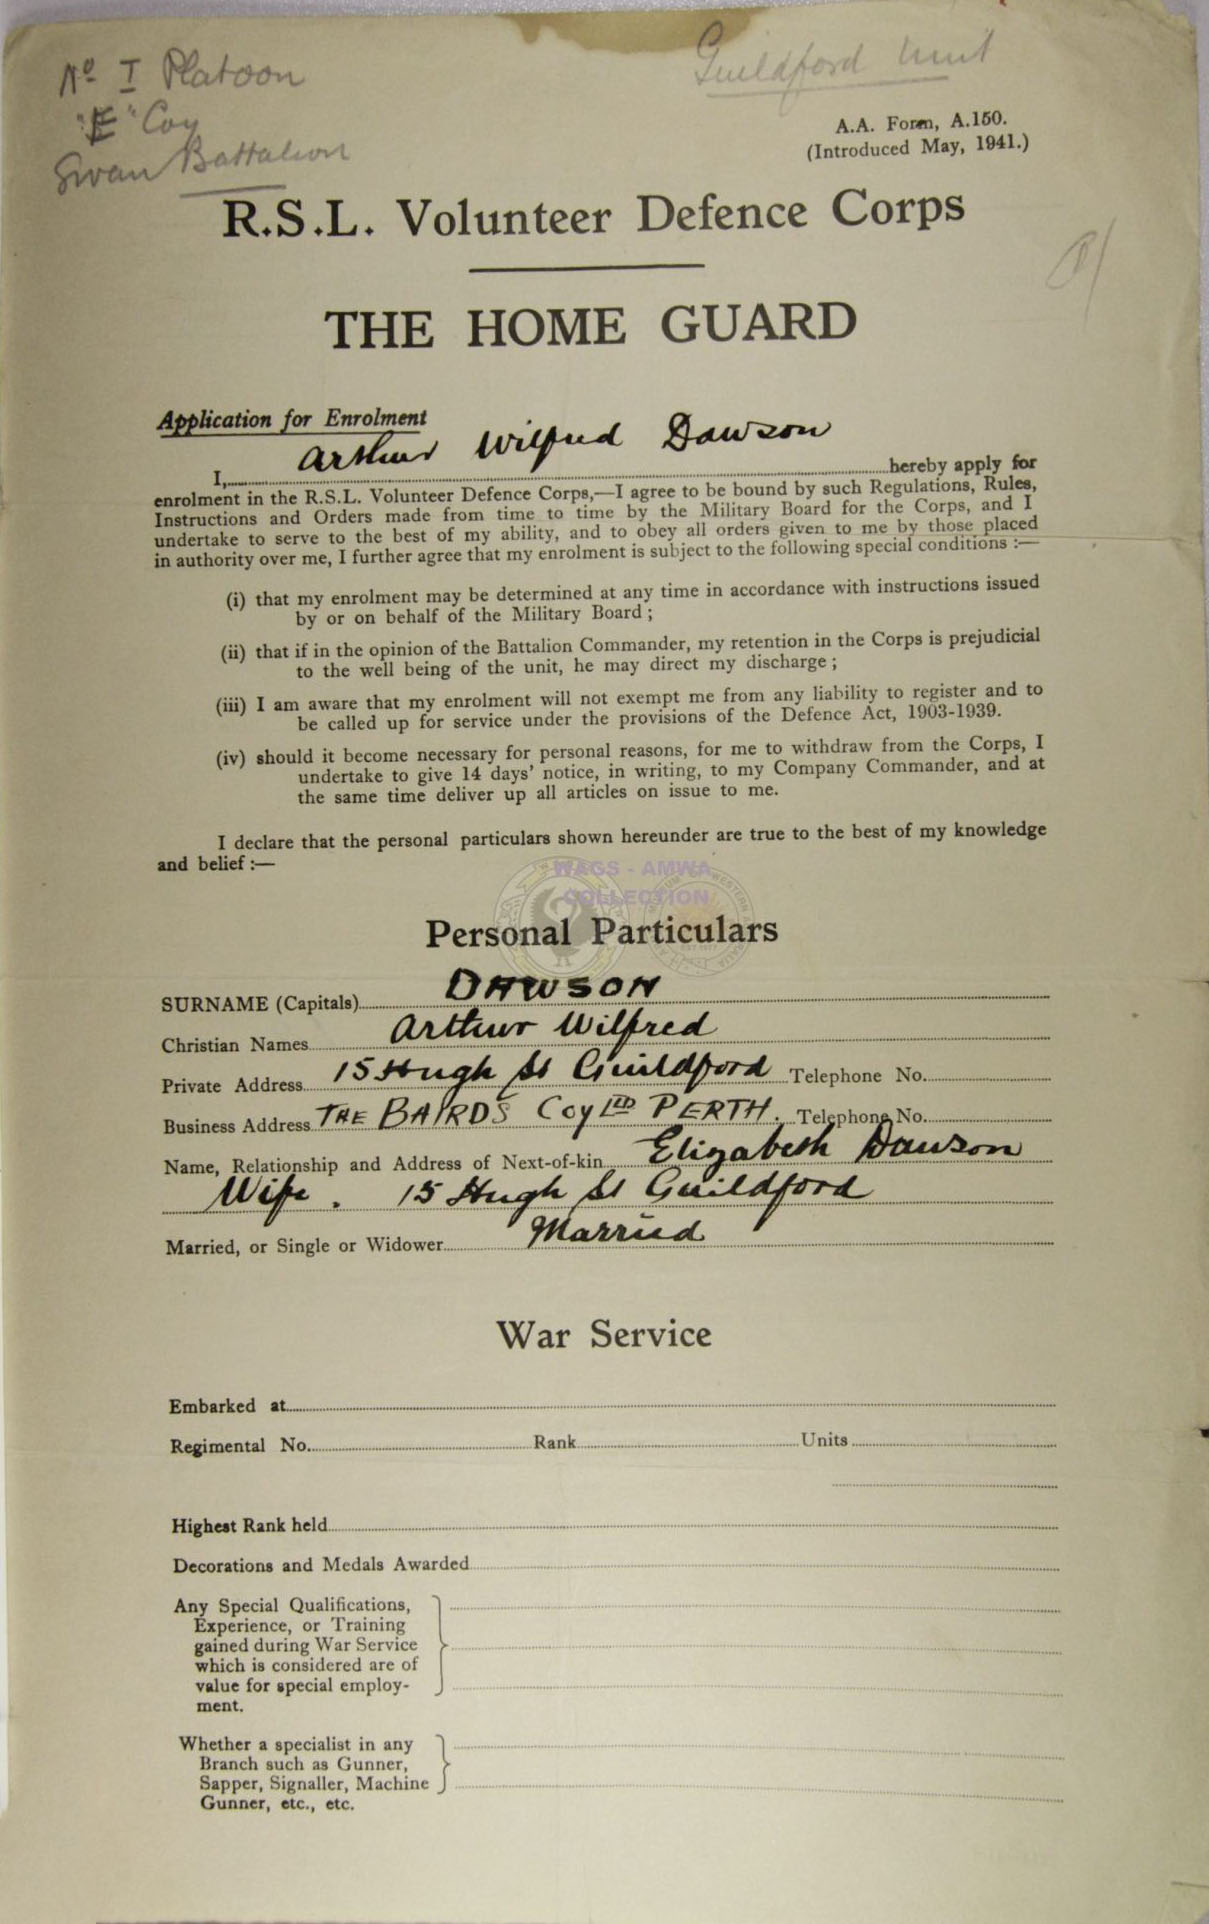 Nº I Platoon
"E" Coy
Swan Battalion
Guildford Unit
A.A. Form, A.150.
(Introduced May, 1941.)
R.S.L. Volunteer Defence Corps
THE HOME GUARD
Application for Enrolment
I, Arthur Wilfred Dawson hereby apply for
enrolment in the R.S.L. Volunteer Defence Corps,—I agree to be bound by such Regulations, Rules,
Instructions and Orders made from time to time by the Military Board for the Corps, and I
undertake to serve to the best of my ability, and to obey all orders given to me by those placed
in authority over me, I further agree that my enrolment is subject to the following special conditions :—
(i) that my enrolment may be determined at any time in accordance with instructions issued
by or on behalf of the Military Board ;
(ii) that if in the opinion of the Battalion Commander, my retention in the Corps is prejudicial
to the well being of the unit, he may direct my discharge ;
(iii) I am aware that my enrolment will not exempt me from any liability to register and to
be called up for service under the provisions of the Defence Act, 1903-1939.
(iv) should it become necessary for personal reasons, for me to withdraw from the Corps, I
undertake to give 14 days' notice, in writing, to my Company Commander, and at
the same time deliver up all articles on issue to me.
I declare that the personal particulars shown hereunder are true to the best of my knowledge
and belief :—
WAGS - AMWA
COLLECTION
Personal Particulars
SURNAME (Capitals) DAWSON
Christian Names Arthur Wilfred
Private Address 15 Hugh St Guildford Telephone No.
Business Address THE BAIRDS Coy LTD PERTH. Telephone No.
Name, Relationship and Address of Next-of-kin Elizabeth Dawson
Wife. 15 Hugh St Guildford
Married, or Single or Widower Married
War Service
Embarked at
Regimental No. Rank Units
Highest Rank held
Decorations and Medals Awarded
Any Special Qualifications,
Experience, or Training
gained during War Service
which is considered are of
value for special employ-
ment.
Whether a specialist in any
Branch such as Gunner,
Sapper, Signaller, Machine
Gunner, etc., etc.